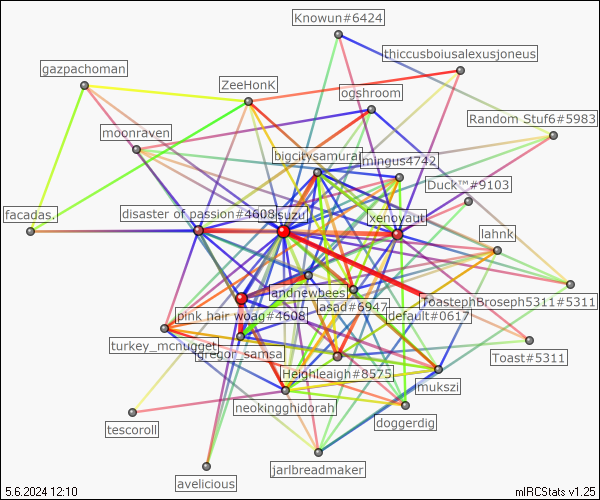 Knowun#6424
thiccusboiusalexusjoneus
gazpachoman
ZeeHonK
ogshroom
Random Stuf6#5983
moonraven
bigcitysamurai
mingus4742
Duck™#9103
facadas.
disaster of passion#4608
suzu
xenoyaut
lahnk
andnewbees
ToastephBroseph5311#5311
asad#6947
pink hair woag#4608
default#0617
turkey_mcnugget
gregor_samsa
Toast#5311
Heighleigh#8575
mukszi
neokingghidorah
doggerdig
tescoroll
jarlbreadmaker
avelicious
5.6.2024 12:10
mIRCStats v1.25